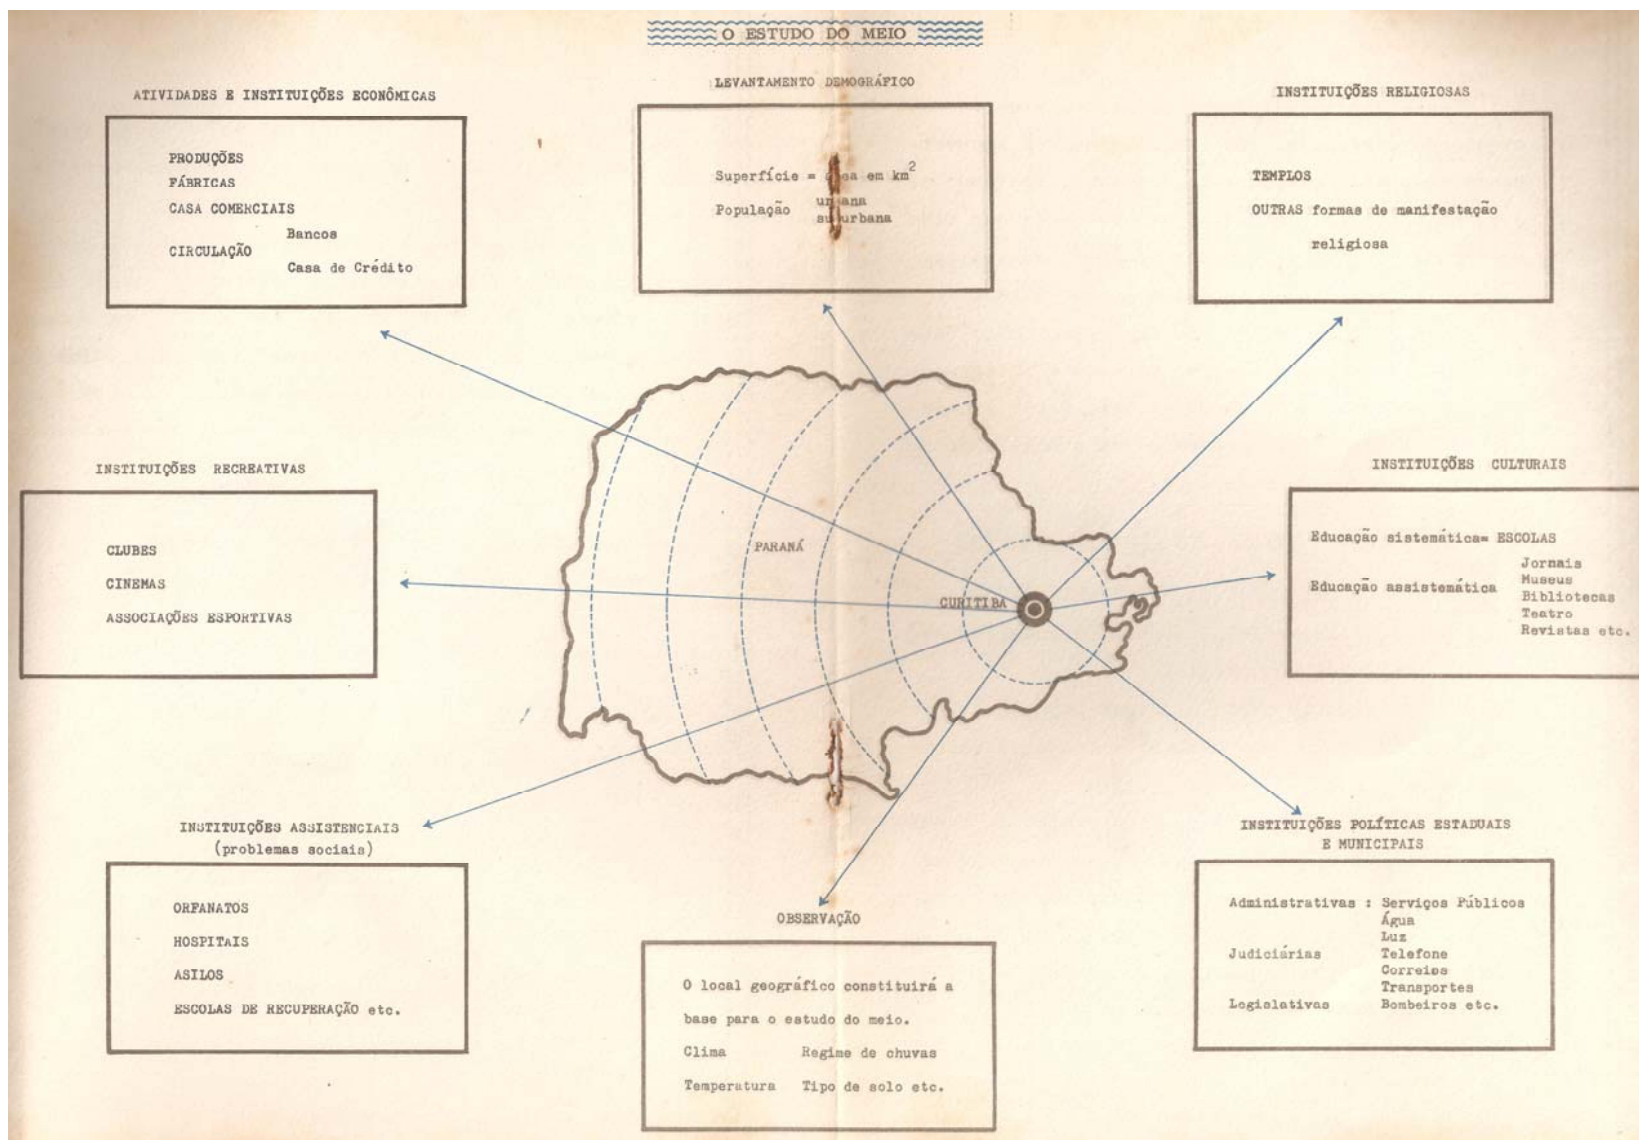 O ESTUDO DO MEIO
ATIVIDADES E INSTITUIÇÕES ECONÔMICAS
PRODUÇÕES
FÁBRICAS
CASA COMERCIAIS
Bancos
CIRCULAÇÃO
Casa de Crédito
LEVANTAMENTO DEMOGRÁFICO
Superfície = área em km²
População
urbana
suburbana
INSTITUIÇÕES RELIGIOSAS
TEMPLOS
OUTRAS formas de manifestação
religiosa
INSTITUIÇÕES RECREATIVAS
CLUBES
CINEMAS
ASSOCIAÇÕES ESPORTIVAS
PARANÁ
CURITIBA
INSTITUIÇÕES CULTURAIS
Educação sistemática= ESCOLAS
Educação assistemática
Jornais
Museus
Bibliotecas
Teatro
Revistas etc.
INSTITUIÇÕES ASSISTENCIAIS
(problemas sociais)
ORFANATOS
HOSPITAIS
ASILOS
ESCOLAS DE RECUPERAÇÃO etc.
OBSERVAÇÃO
O local geográfico constituirá a
base para o estudo do meio.
Clima Regime de chuvas
Temperatura Tipo de solo etc.
INSTITUIÇÕES POLÍTICAS ESTADUAIS
E MUNICIPAIS
Administrativas : Serviços Públicos
Água
Luz
Judiciárias Telefone
Correios
Transportes
Legislativas Bombeiros etc.